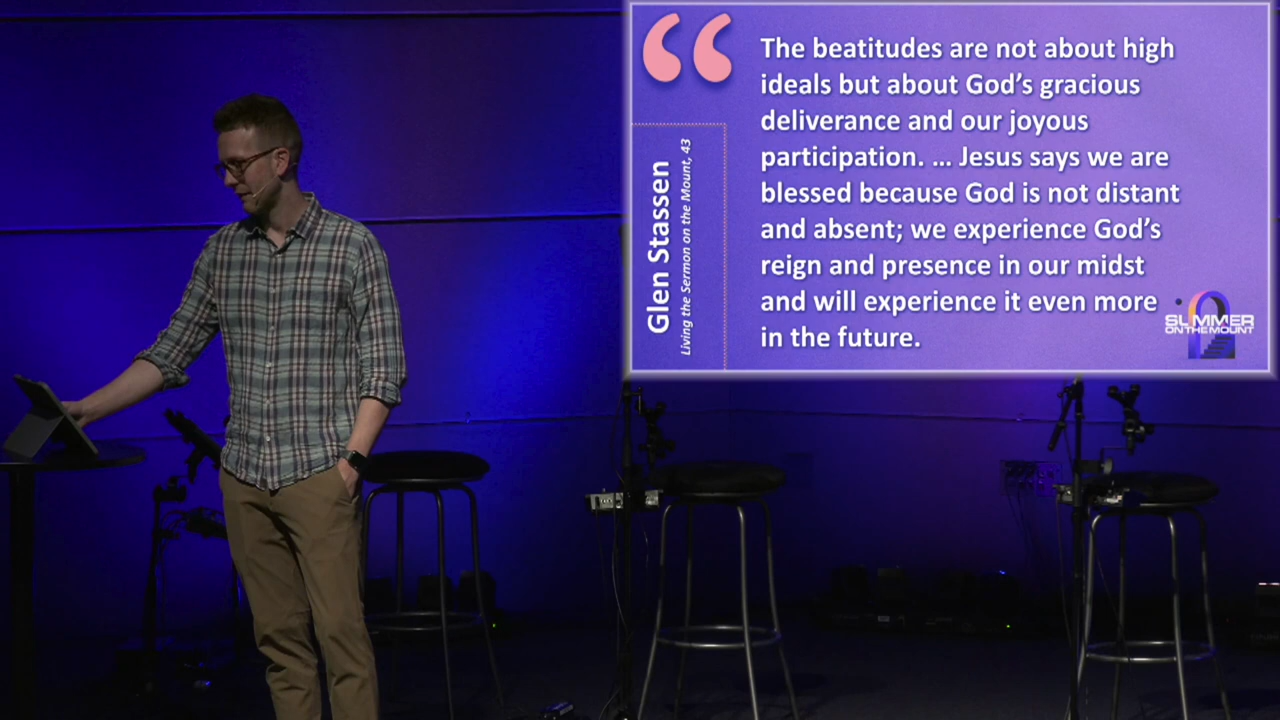 The beatitudes are not about high
ideals but about God's gracious
deliverance and our joyous
participation. ... Jesus says we are
blessed because God is not distant
and absent; we experience God's
reign and presence in our midst
and will experience it even more
in the future.
Glen Stassen
Living the Sermon on the Mount, 43
SUMMER
ON THE MOUNT